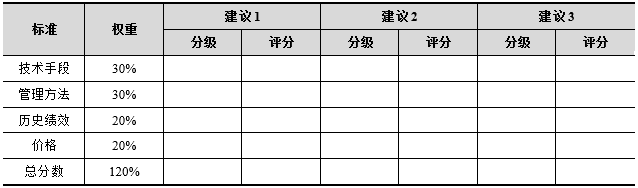 标准 权重 建议1 建议2 建议3
分级 评分 分级 评分 分级 评分
技术手段 30%
管理方法 30%
历史绩效 20%
价格 20%
总分数 120%